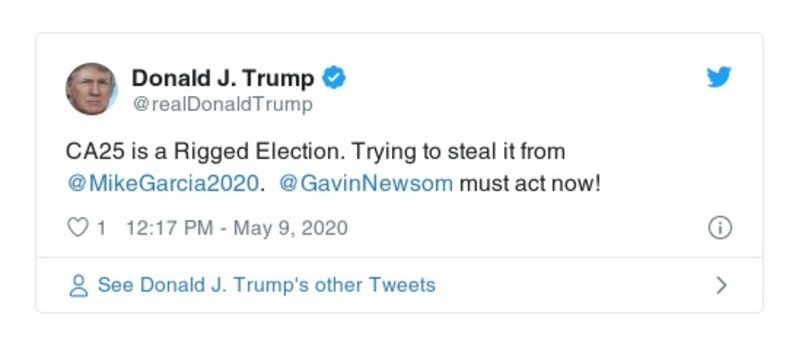 Donald J. Trump
@realDonaldTrump
CA25 is a Rigged Election. Trying to steal it from
@MikeGarcia2020.  @GavinNewsom must act now!
1 12:17 PM - May 9, 2020
See Donald J. Trump's other Tweets